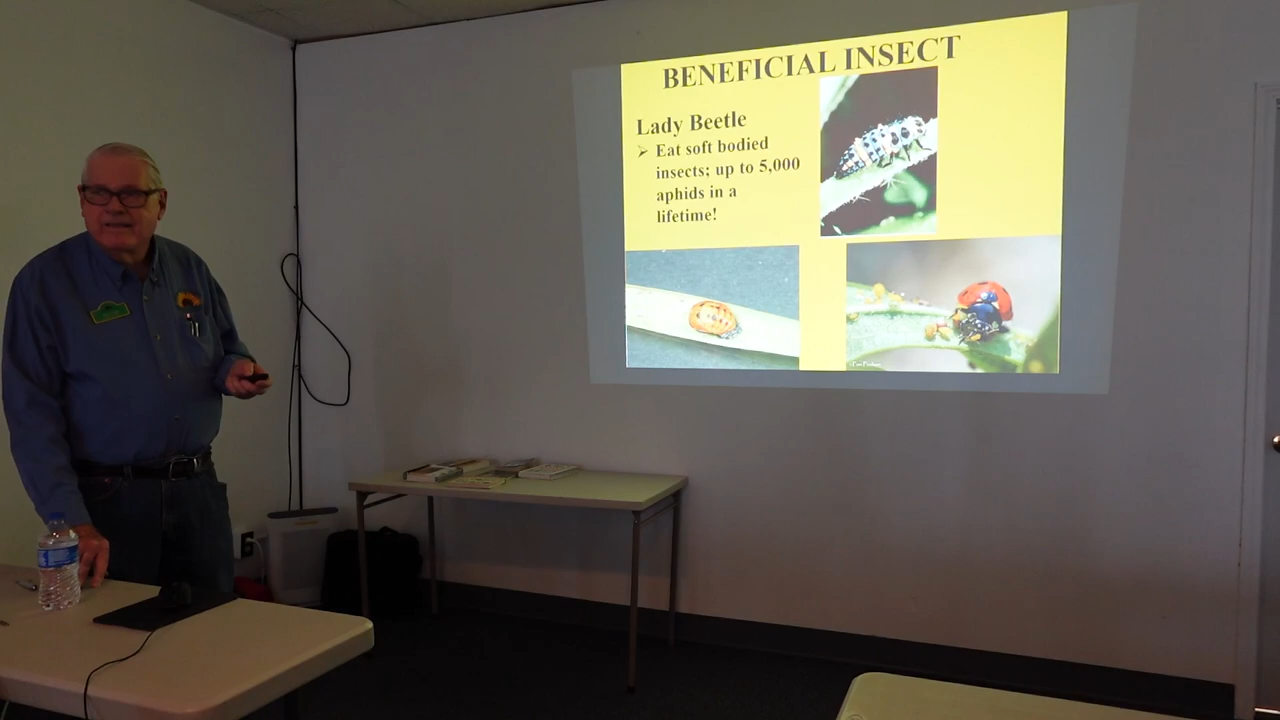 BENEFICIAL INSECT
Lady Beetle
➢ Eat soft bodied
insects; up to 5,000
aphids in a
lifetime!